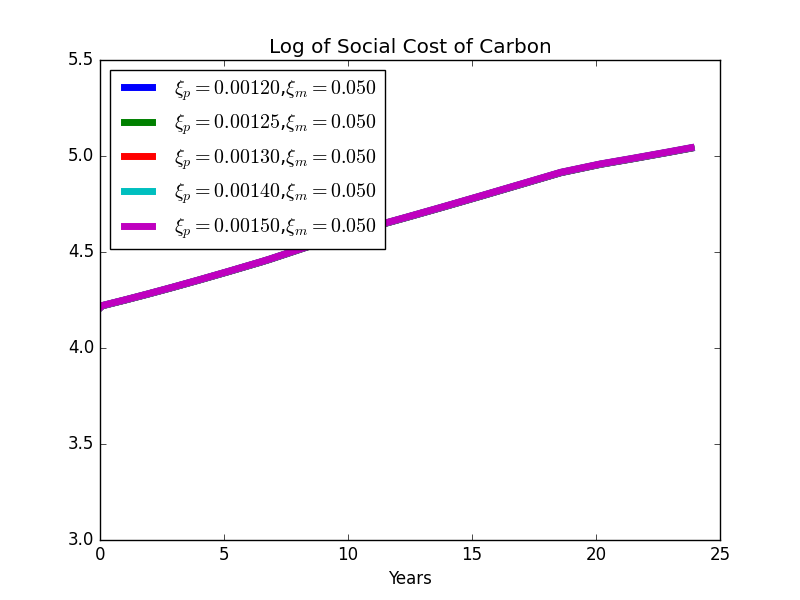 Log of Social Cost of Carbon
5.5
5.0
4.5
4.0
3.5
3.0
ξp = 0.00120,ξm = 0.050
ξp = 0.00125,ξm = 0.050
ξp = 0.00130,ξm = 0.050
ξp = 0.00140,ξm = 0.050
ξp = 0.00150,ξm = 0.050
0 5 10 15 20 25
Years